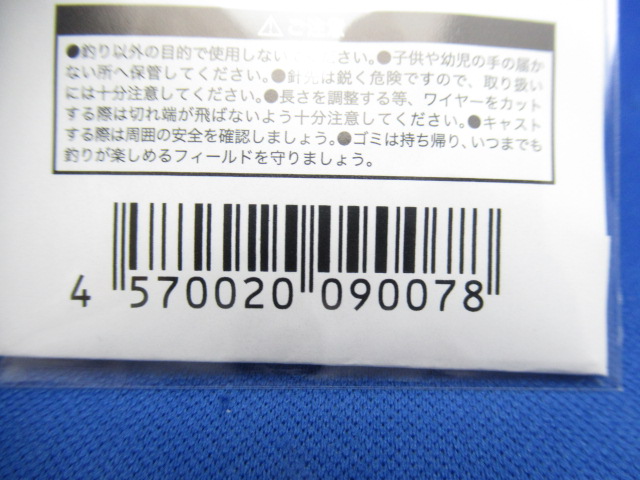 ⚠ご注意
●釣り以外の目的で使用しないでください。●子供や幼児の手の届か
ない所へ保管してください。●針先は鋭く危険ですので、取り扱い
には十分注意してください。●長さを調整する等、ワイヤーをカット
する際は切れ端が飛ばないよう十分注意してください。●キャスト
する際は周囲の安全を確認しましょう。●ゴミは持ち帰り、いつまでも
釣りが楽しめるフィールドを守りましょう。
4 570020 090078